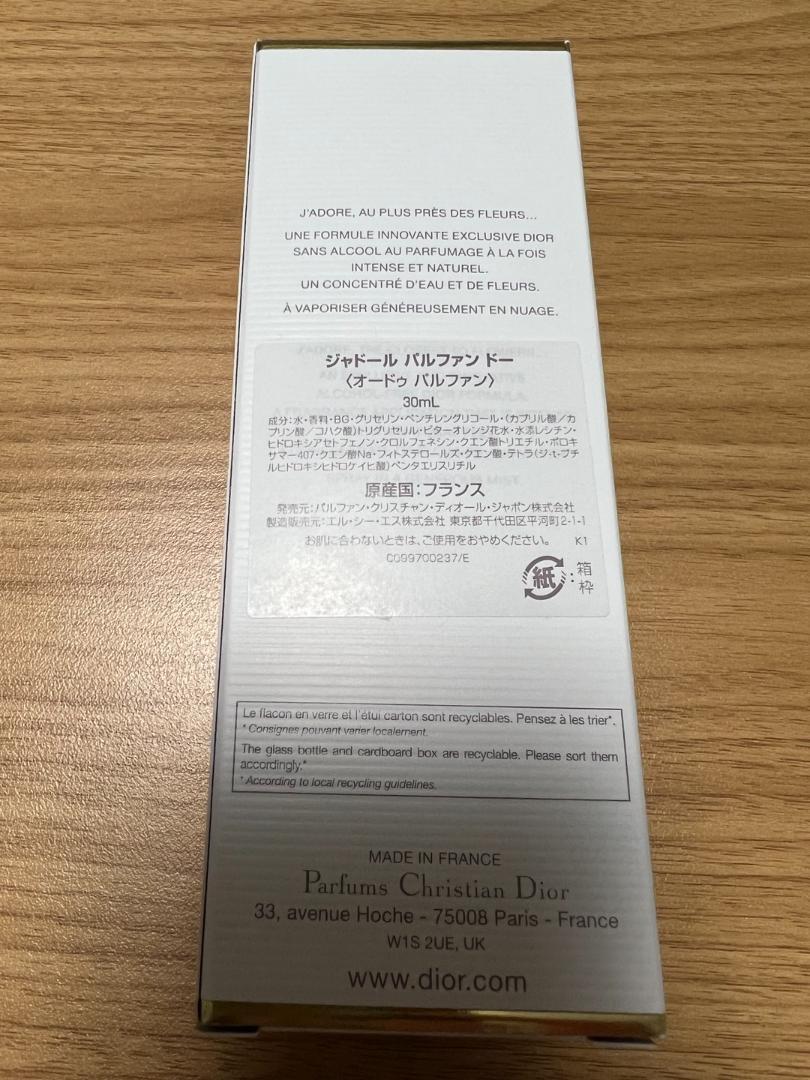 J'ADORE, AU PLUS PRÈS DES FLEURS...
UNE FORMULE INNOVANTE EXCLUSIVE DIOR
SANS ALCOOL AU PARFUMAGE À LA FOIS
INTENSE ET NATUREL.
UN CONCENTRÉ D'EAU ET DE FLEURS.
À VAPORISER GÉNÉREUSEMENT EN NUAGE.
ジャドール パルファン ドー
〈オードゥ パルファン〉
30mL
成分:水・香料・BG・グリセリン・ペンチレングリコール・(カプリル酸/カ
プリン酸/コハク酸)トリグリセリル・ビターオレンジ花水・水添レシチン・
ヒドロキシアセトフェノン・クロルフェネシン・クエン酸トリエチル・ポロキ
サマー407・クエン酸Na・フィトステロールズ・クエン酸・テトラ(ジ-t-ブチ
ルヒドロキシヒドロケイヒ酸)ペンタエリスリチル
原産国:フランス
発売元:パルファン・クリスチャン・ディオール・ジャポン株式会社
製造販売元:エル・シー・エス株式会社 東京都千代田区平河町2-1-1
お肌に合わないときは、ご使用をおやめください。 K1
C099700237/E
紙:箱
枠
Le flacon en verre et l'étui carton sont recyclables. Pensez à les trier*.
* Consignes pouvant varier localement.
The glass bottle and cardboard box are recyclable. Please sort them
accordingly.*
* According to local recycling guidelines.
MADE IN FRANCE
Parfums Christian Dior
33, avenue Hoche - 75008 Paris - France
W1S 2UE, UK
www.dior.com